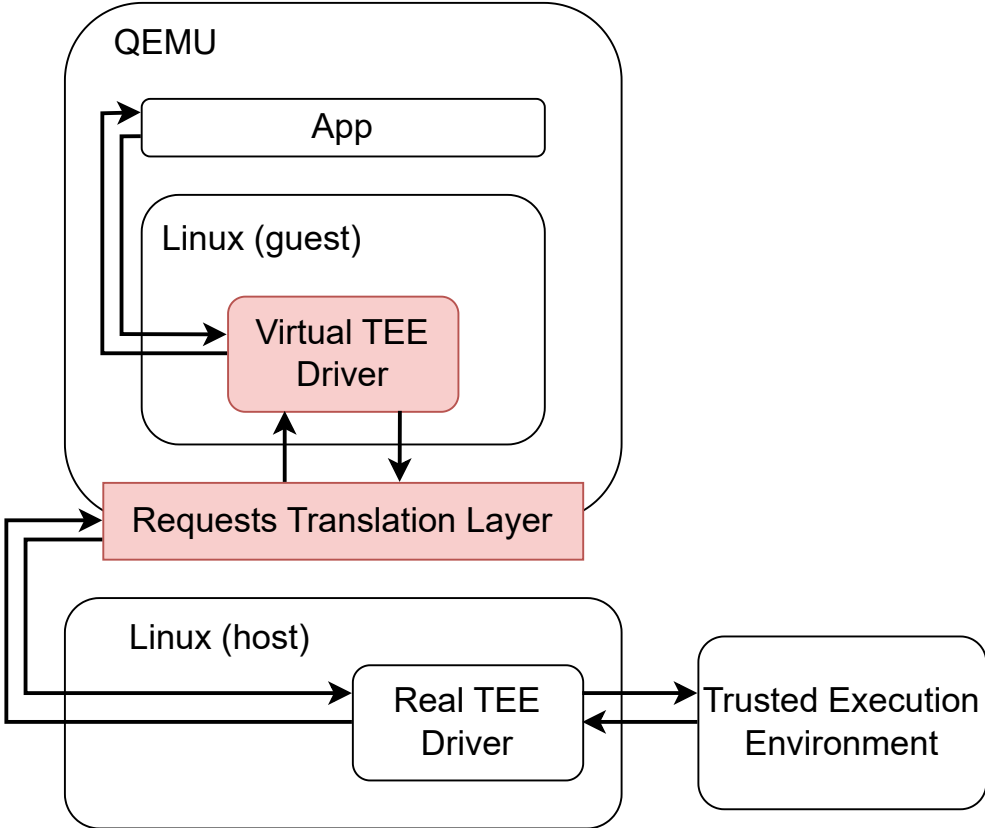 QEMU
App
Linux (guest)
Virtual TEE
Driver
Requests Translation Layer
Linux (host)
Real TEE
Driver
Trusted Execution
Environment